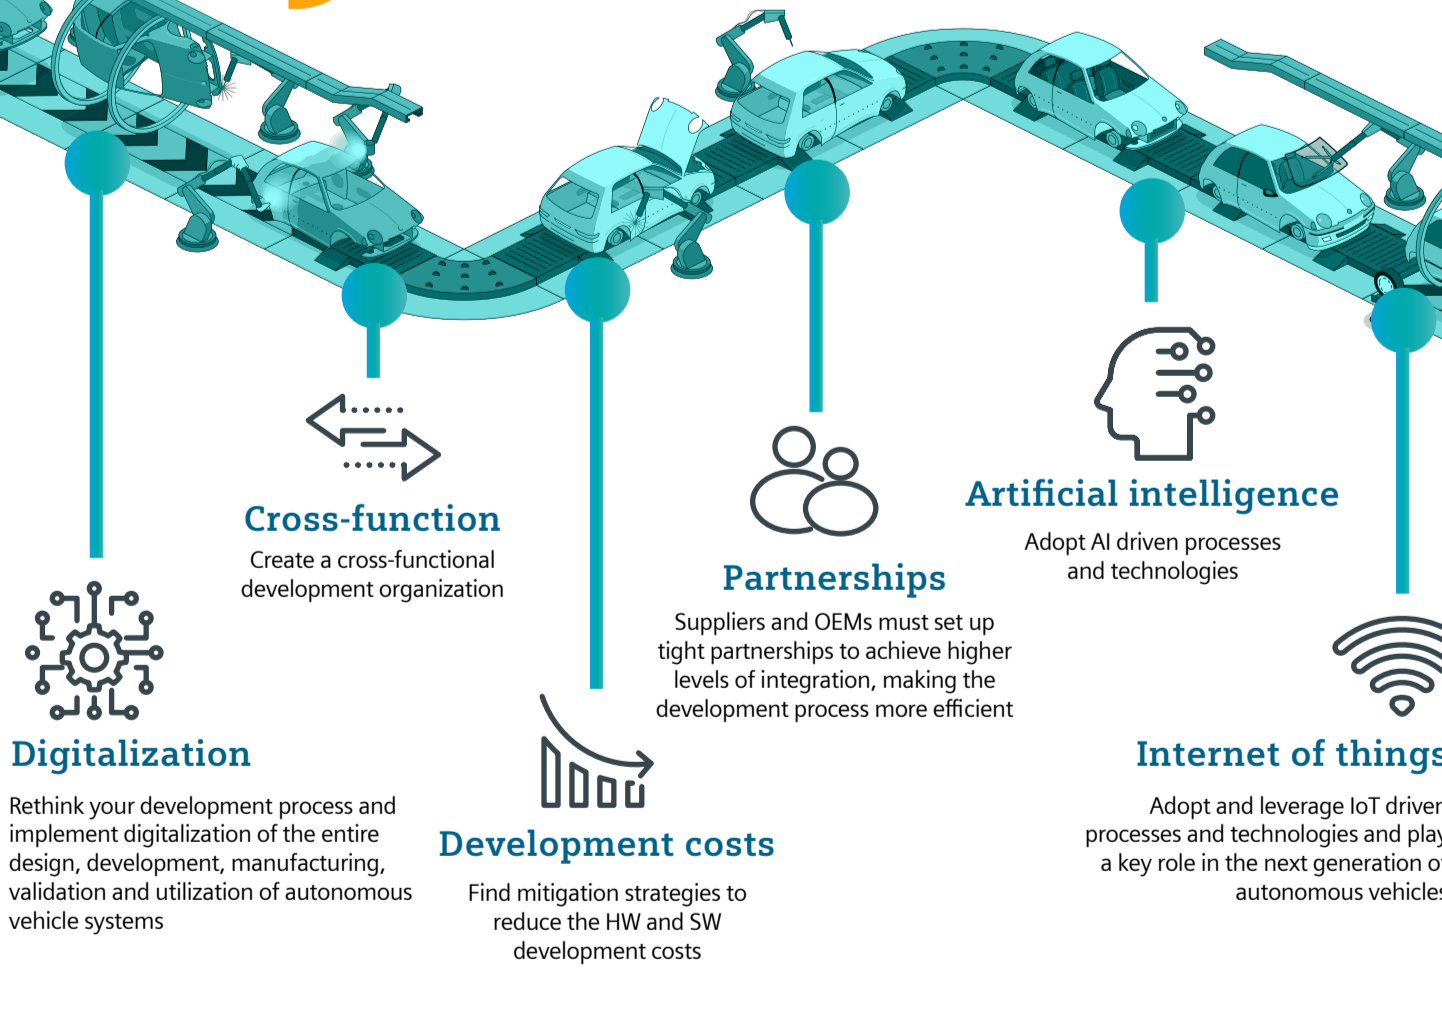 Digitalization
Rethink your development process and
implement digitalization of the entire
design, development, manufacturing,
validation and utilization of autonomous
vehicle systems
Cross-function
Create a cross-functional
development organization
Development costs
Find mitigation strategies to
reduce the HW and SW
development costs
Partnerships
Suppliers and OEMs must set up
tight partnerships to achieve higher
levels of integration, making the
development process more efficient
Artificial intelligence
Adopt AI driven processes
and technologies
Internet of things
Adopt and leverage IoT driven
processes and technologies and play
a key role in the next generation of
autonomous vehicles